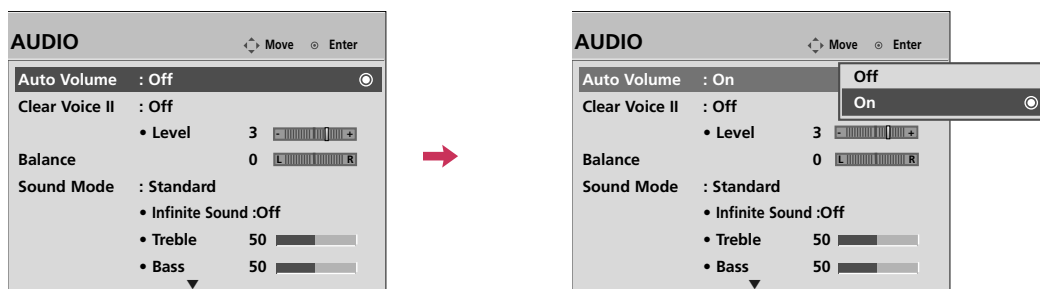 AUDIO
Move Enter
Auto Volume : Off
Clear Voice II : Off
• Level 3 - +
Balance 0 L R
Sound Mode : Standard
• Infinite Sound :Off
• Treble 50
• Bass 50
AUDIO
Move Enter
Auto Volume : On
Off
On
Clear Voice II : Off
• Level 3 - +
Balance 0 L R
Sound Mode : Standard
• Infinite Sound :Off
• Treble 50
• Bass 50